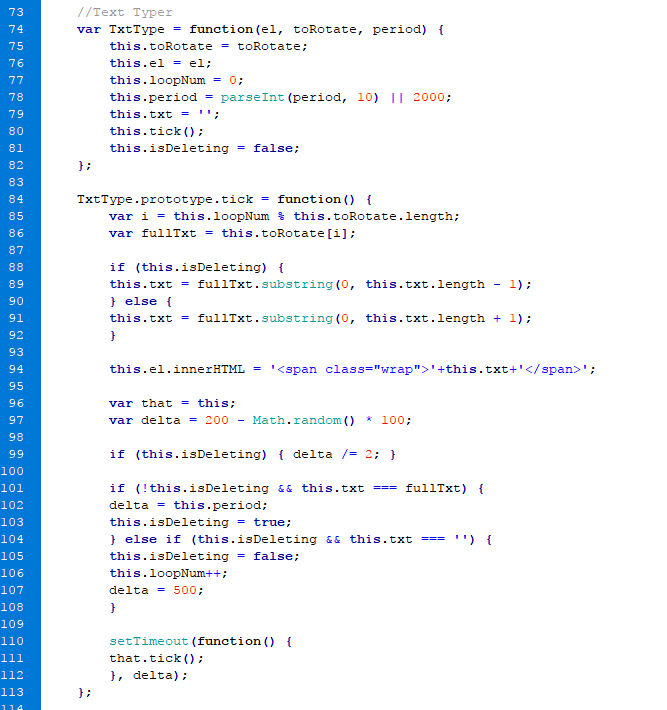 73 //Text Typer
74 var TxtType = function(el, toRotate, period) {
75 this.toRotate = toRotate;
76 this.el = el;
77 this.loopNum = 0;
78 this.period = parseInt(period, 10) || 2000;
79 this.txt = '';
80 this.tick();
81 this.isDeleting = false;
82 };
83
84 TxtType.prototype.tick = function() {
85 var i = this.loopNum % this.toRotate.length;
86 var fullTxt = this.toRotate[i];
87
88 if (this.isDeleting) {
89 this.txt = fullTxt.substring(0, this.txt.length - 1);
90 } else {
91 this.txt = fullTxt.substring(0, this.txt.length + 1);
92 }
93
94 this.el.innerHTML = '<span class="wrap">'+this.txt+'</span>';
95
96 var that = this;
97 var delta = 200 - Math.random() * 100;
98
99 if (this.isDeleting) { delta /= 2; }
100
101 if (!this.isDeleting && this.txt === fullTxt) {
102 delta = this.period;
103 this.isDeleting = true;
104 } else if (this.isDeleting && this.txt === '') {
105 this.isDeleting = false;
106 this.loopNum++;
107 delta = 500;
108 }
109
110 setTimeout(function() {
111 that.tick();
112 }, delta);
113 };
114